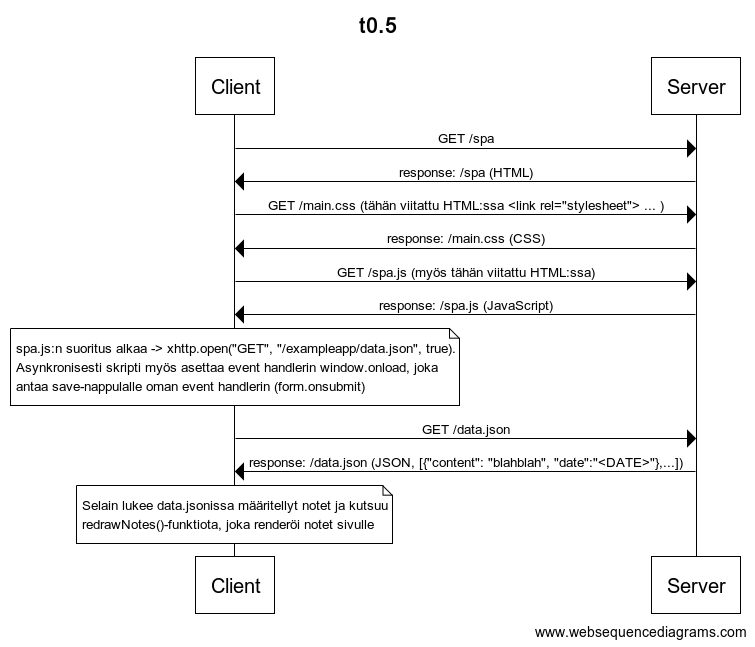 t0.5
Client
Server
GET /spa
response: /spa (HTML)
GET /main.css (tähän viitattu HTML:ssa <link rel="stylesheet"> ... )
response: /main.css (CSS)
GET /spa.js (myös tähän viitattu HTML:ssa)
response: /spa.js (JavaScript)
spa.js:n suoritus alkaa -> xhttp.open("GET", "/exampleapp/data.json", true).
Asynkronisesti skripti myös asettaa event handlerin window.onload, joka
antaa save-nappulalle oman event handlerin (form.onsubmit)
GET /data.json
response: /data.json (JSON, [{"content": "blahblah", "date":"<DATE>"},...])
Selain lukee data.jsonissa määritellyt notet ja kutsuu
redrawNotes()-funktiota, joka renderöi notet sivulle
Client
Server
www.websequencediagrams.com